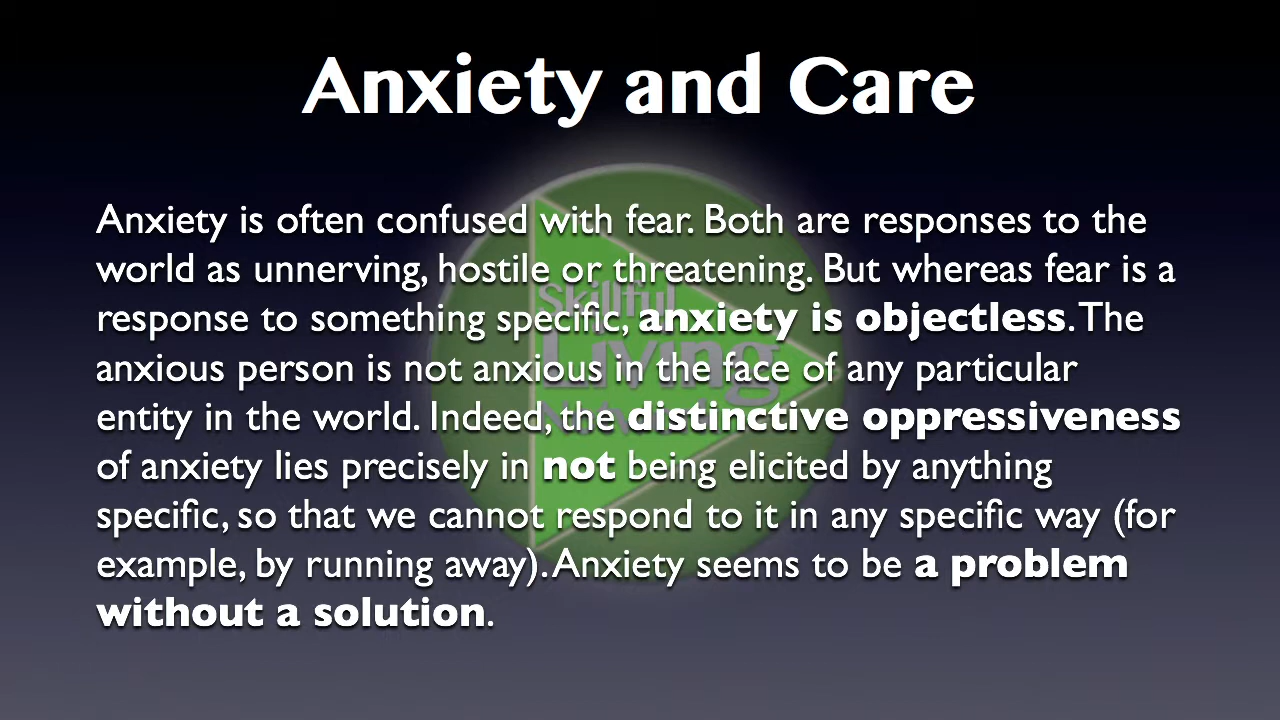 Anxiety and Care
Anxiety is often confused with fear. Both are responses to the
world as unnerving, hostile or threatening. But whereas fear is a
response to something specific, anxiety is objectless. The
anxious person is not anxious in the face of any particular
entity in the world. Indeed, the distinctive oppressiveness
of anxiety lies precisely in not being elicited by anything
specific, so that we cannot respond to it in any specific way (for
example, by running away). Anxiety seems to be a problem
without a solution.
Skillful
Living
Network